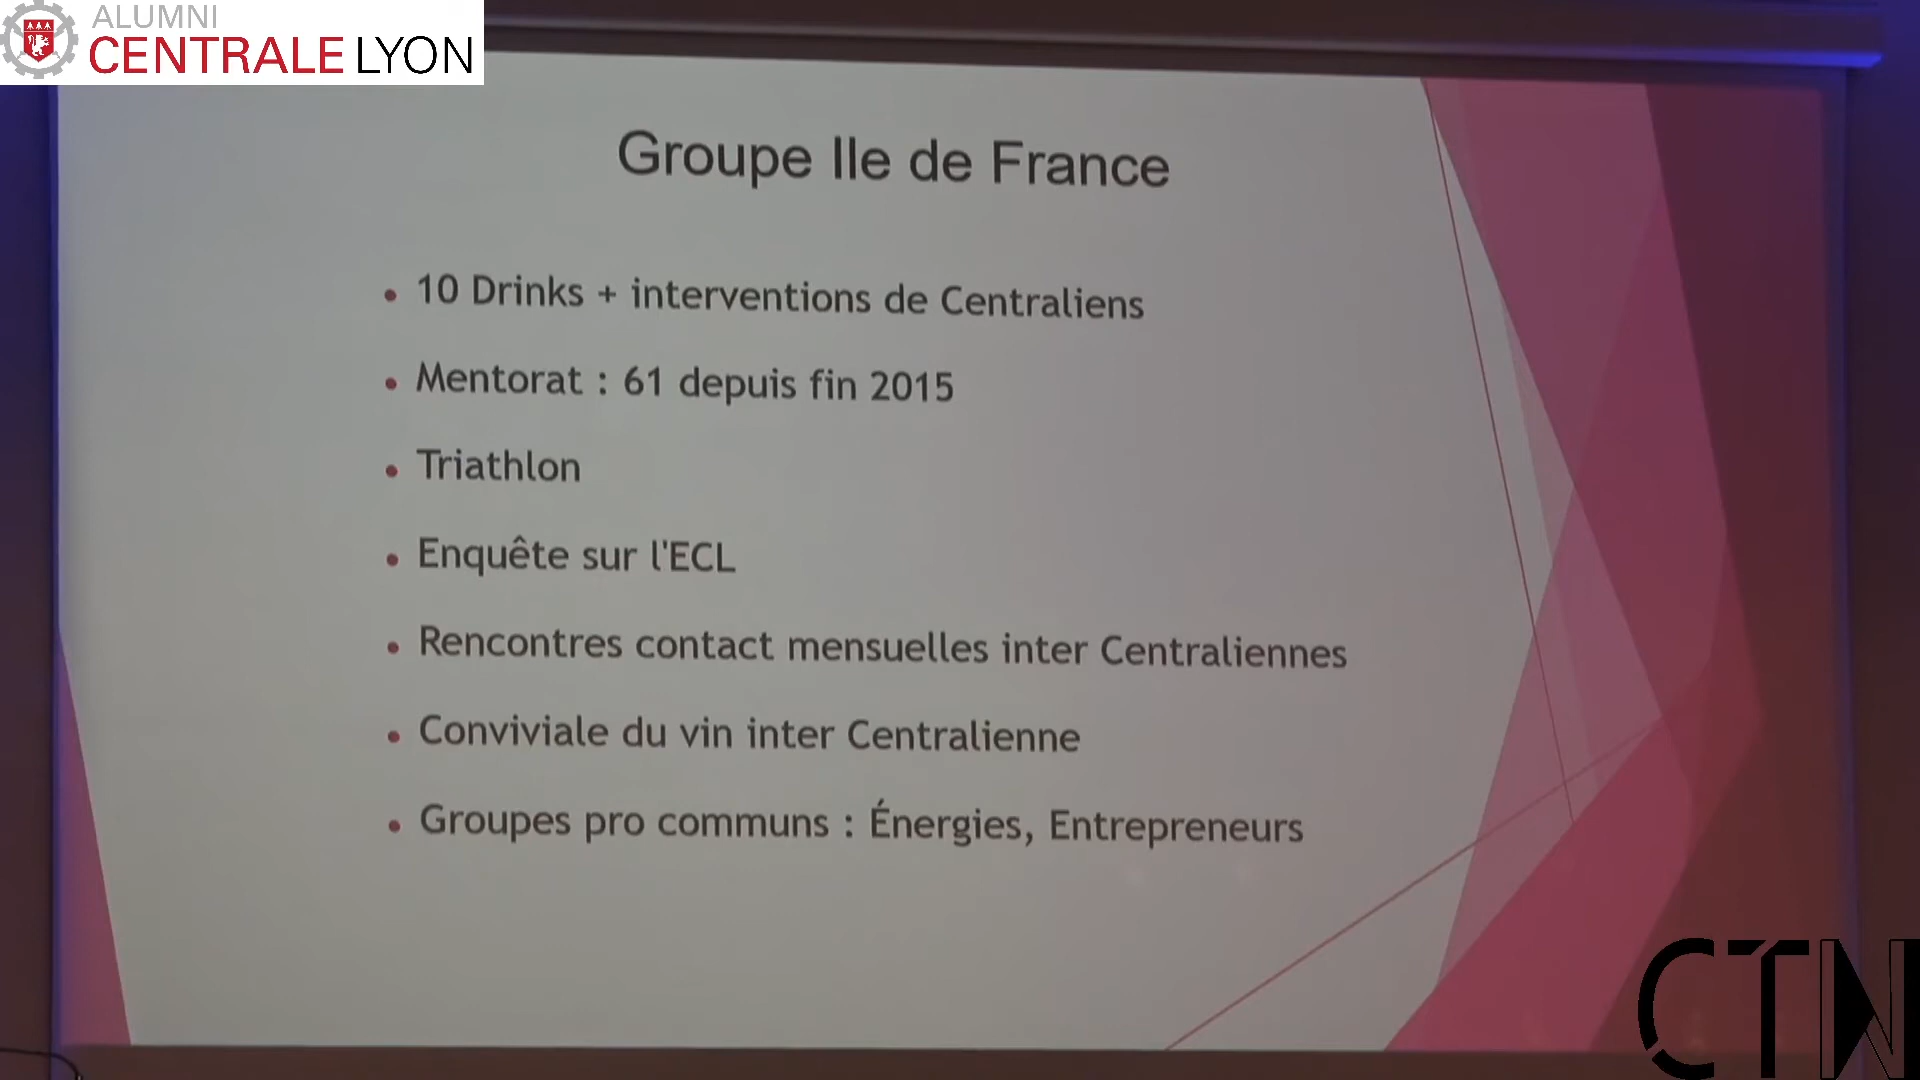 ALUMNI
CENTRALE LYON
Groupe Ile de France
• 10 Drinks + interventions de Centraliens
• Mentorat : 61 depuis fin 2015
• Triathlon
• Enquête sur l'ECL
• Rencontres contact mensuelles inter Centraliennes
• Conviviale du vin inter Centralienne
• Groupes pro communs : Énergies, Entrepreneurs
CTN